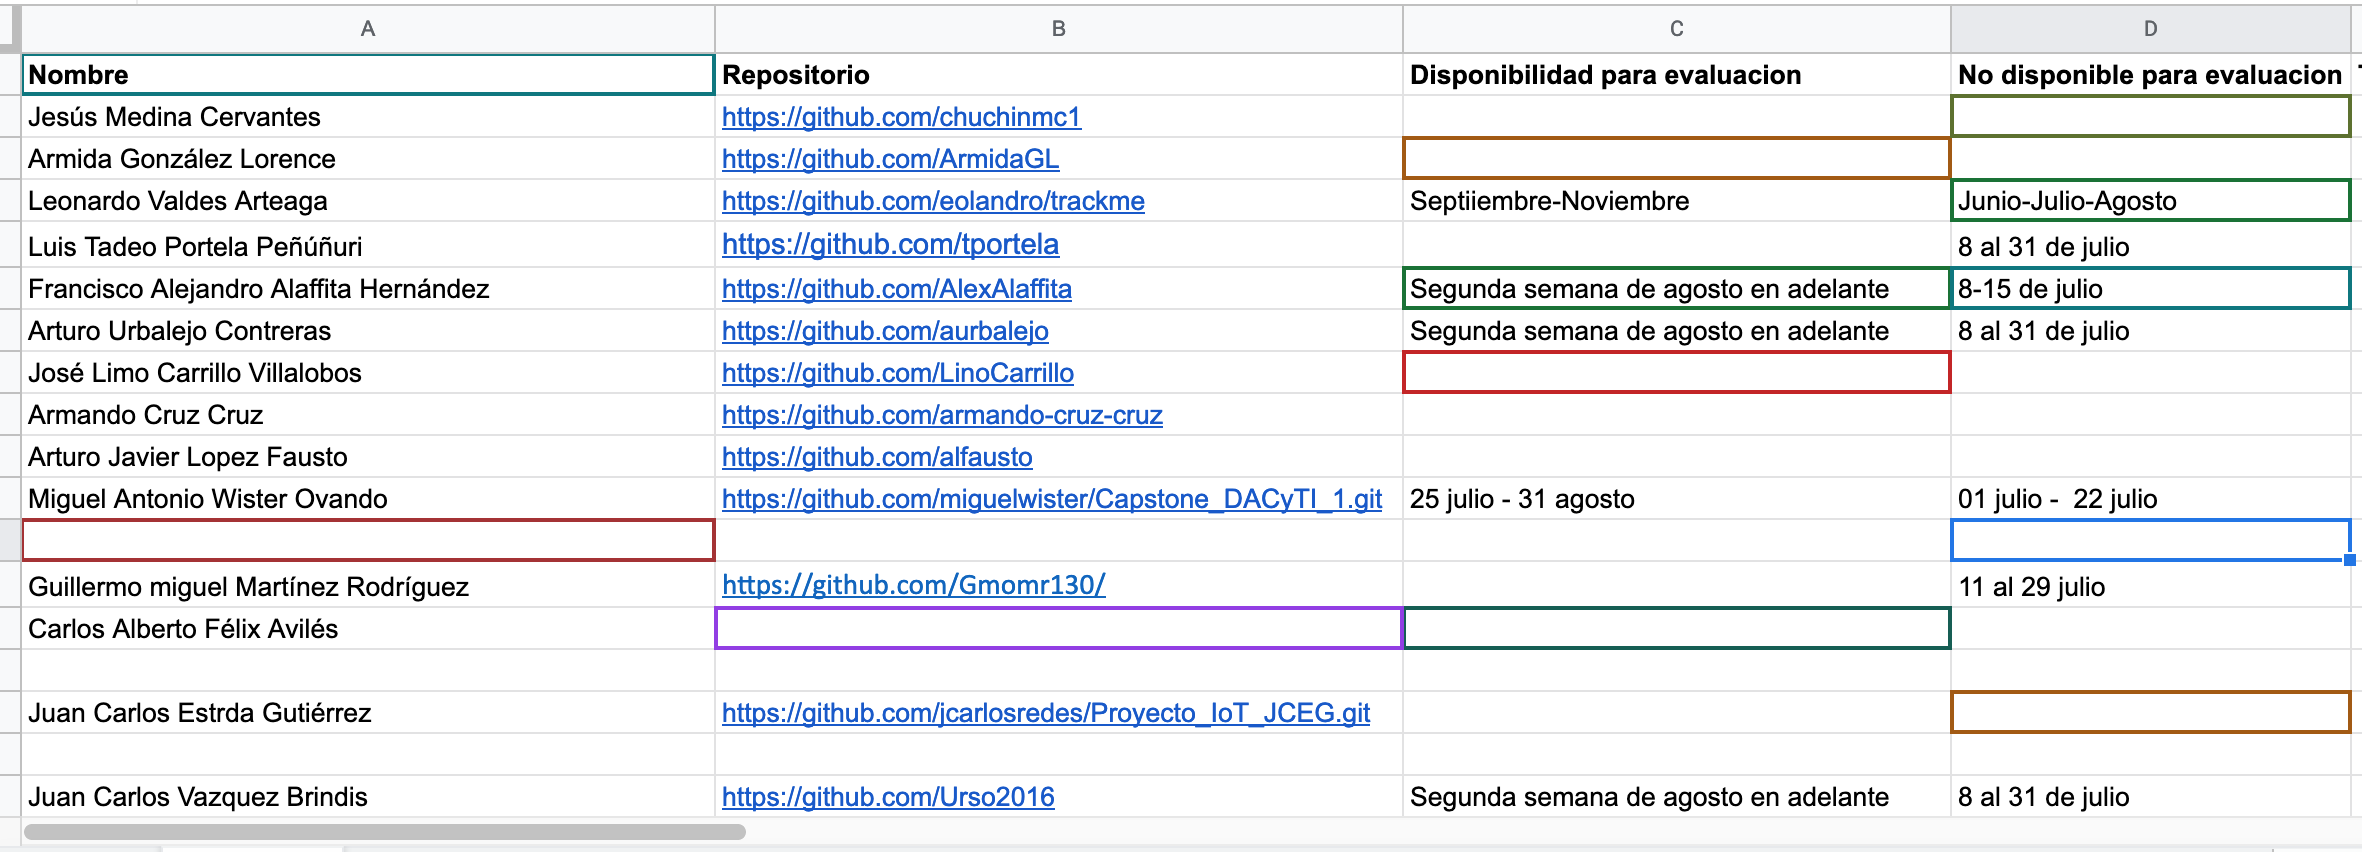 A B C D
Nombre Repositorio Disponibilidad para evaluacion No disponible para evaluacion
Jesús Medina Cervantes https://github.com/chuchinmc1
Armida González Lorence https://github.com/ArmidaGL
Leonardo Valdes Arteaga https://github.com/eolandro/trackme Septiiembre-Noviembre Junio-Julio-Agosto
Luis Tadeo Portela Peñúñuri https://github.com/tportela 8 al 31 de julio
Francisco Alejandro Alaffita Hernández https://github.com/AlexAlaffita Segunda semana de agosto en adelante 8-15 de julio
Arturo Urbalejo Contreras https://github.com/aurbalejo Segunda semana de agosto en adelante 8 al 31 de julio
José Limo Carrillo Villalobos https://github.com/LinoCarrillo
Armando Cruz Cruz https://github.com/armando-cruz-cruz
Arturo Javier Lopez Fausto https://github.com/alfausto
Miguel Antonio Wister Ovando https://github.com/miguelwister/Capstone_DACyTI_1.git 25 julio - 31 agosto 01 julio - 22 julio
Guillermo miguel Martínez Rodríguez https://github.com/Gmomr130/ 11 al 29 julio
Carlos Alberto Félix Avilés
Juan Carlos Estrda Gutiérrez https://github.com/jcarlosredes/Proyecto_IoT_JCEG.git
Juan Carlos Vazquez Brindis https://github.com/Urso2016 Segunda semana de agosto en adelante 8 al 31 de julio